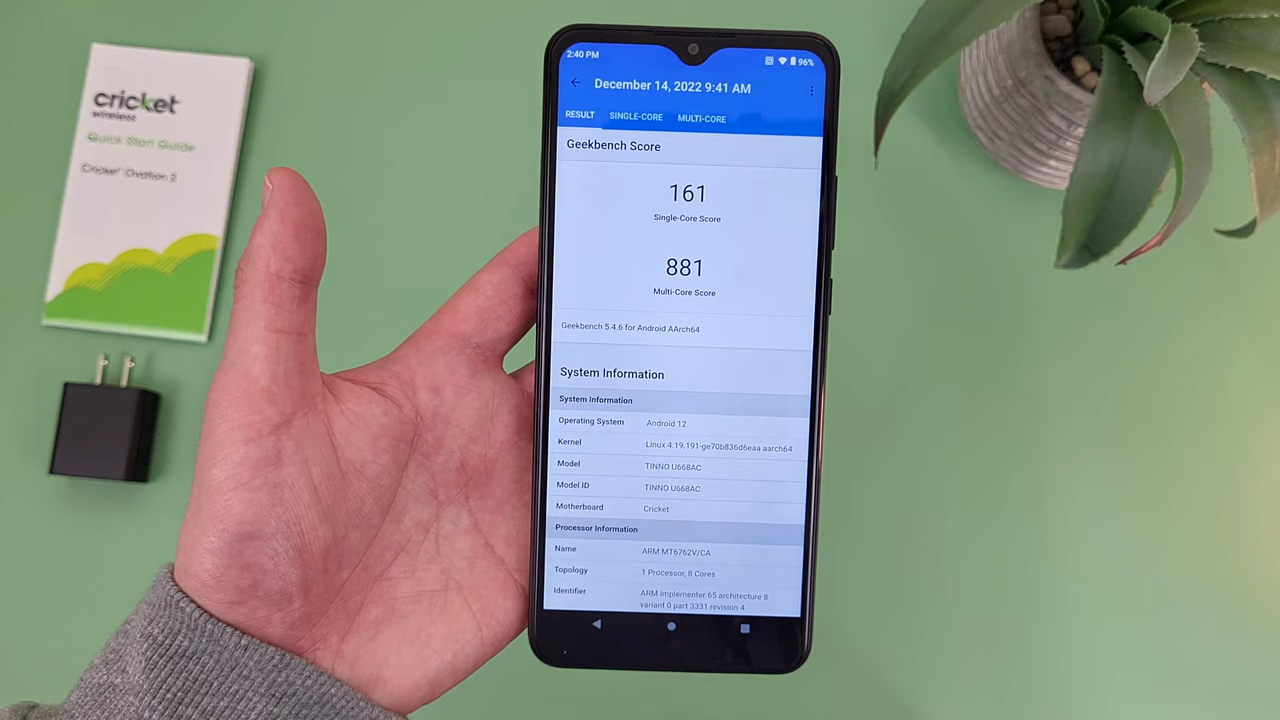 cricket
wireless
Quick Start Guide
Cricket Ovation 3
2:40 PM
96%
December 14, 2022 9:41 AM
RESULT SINGLE-CORE MULTI-CORE
Geekbench Score
161
Single-Core Score
881
Multi-Core Score
Geekbench 5.4.6 for Android AArch64
System Information
System Information
Operating System Android 12
Kernel Linux 4.19.191-ge70b836d6eaa aarch64
Model TINNO U668AC
Model ID TINNO U668AC
Motherboard Cricket
Processor Information
Name ARM MT6762V/CA
Topology 1 Processor, 8 Cores
Identifier ARM implementer 65 architecture 8
variant 0 part 3331 revision 4